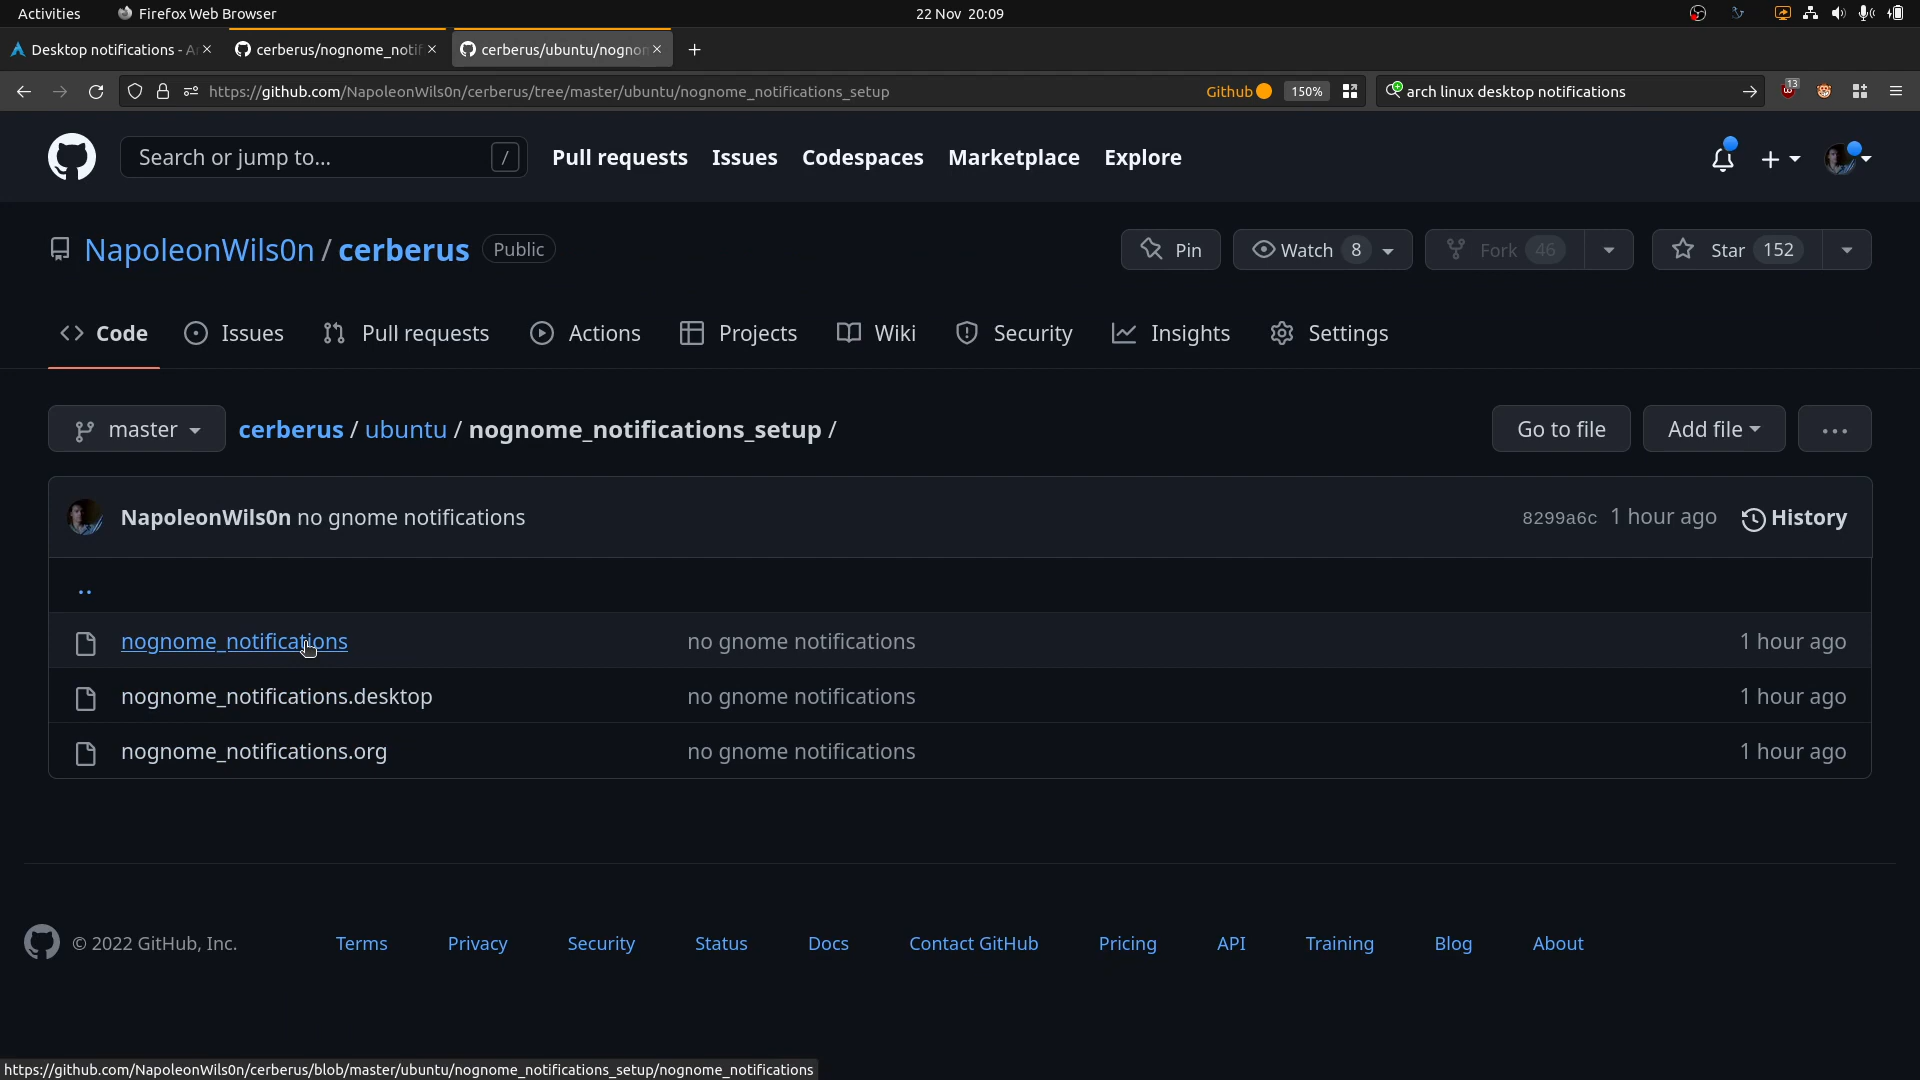 Activities Firefox Web Browser 22 Nov 20:09
Desktop notifications - A cerberus/nognome_notif cerberus/ubuntu/nogno
https://github.com/NapoleonWils0n/cerberus/tree/master/ubuntu/nognome_notifications_setup Github 150% arch linux desktop notifications 13
Search or jump to... / Pull requests Issues Codespaces Marketplace Explore
NapoleonWils0n / cerberus Public Pin Watch 8 Fork 46 Star 152
Code Issues Pull requests Actions Projects Wiki Security Insights Settings
master cerberus / ubuntu / nognome_notifications_setup / Go to file Add file ...
NapoleonWils0n no gnome notifications 8299a6c 1 hour ago History
..
nognome_notifications no gnome notifications 1 hour ago
nognome_notifications.desktop no gnome notifications 1 hour ago
nognome_notifications.org no gnome notifications 1 hour ago
© 2022 GitHub, Inc. Terms Privacy Security Status Docs Contact GitHub Pricing API Training Blog About
https://github.com/NapoleonWils0n/cerberus/blob/master/ubuntu/nognome_notifications_setup/nognome_notifications